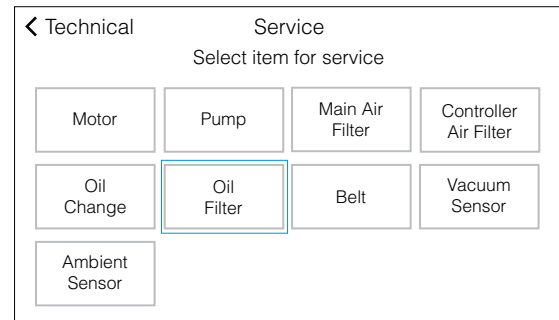 Technical
Service
Select item for service
Motor
Pump
Main Air
Filter
Controller
Air Filter
Oil
Change
Oil
Filter
Belt
Vacuum
Sensor
Ambient
Sensor